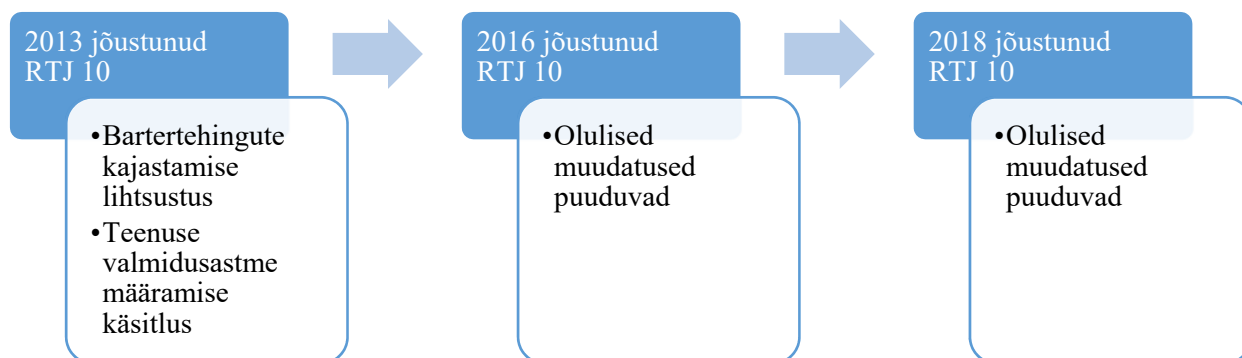 2013 jõustunud
RTJ 10
•Bartertehingute
kajastamise
lihtsustus
•Teenuse
valmidusastme
määramise
käsitlus
2016 jõustunud
RTJ 10
•Olulised
muudatused
puuduvad
2018 jõustunud
RTJ 10
•Olulised
muudatused
puuduvad